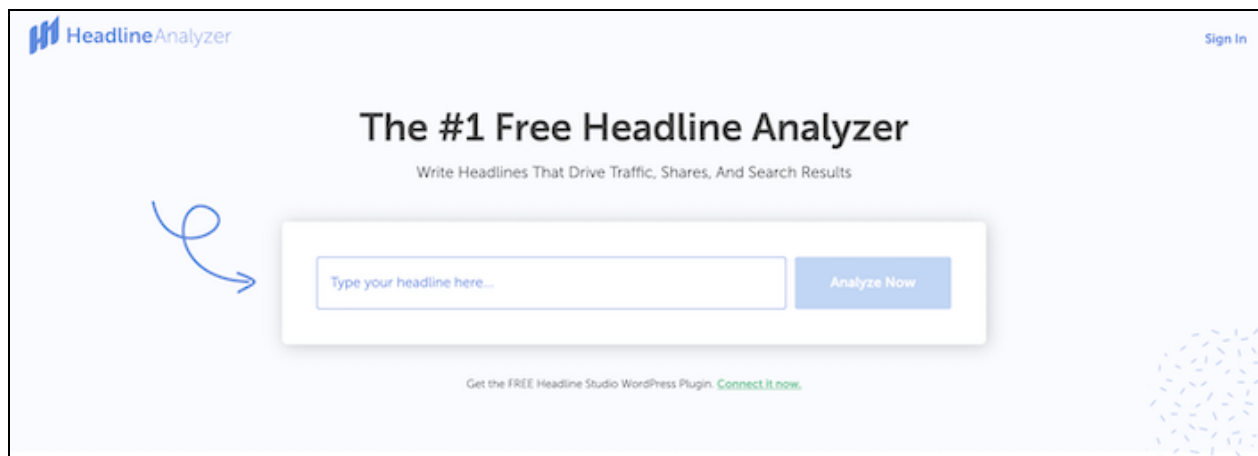 HeadlineAnalyzer
Sign In
The #1 Free Headline Analyzer
Write Headlines That Drive Traffic, Shares, And Search Results
Type your headline here...
Analyze Now
Get the FREE Headline Studio WordPress Plugin. Connect it now.